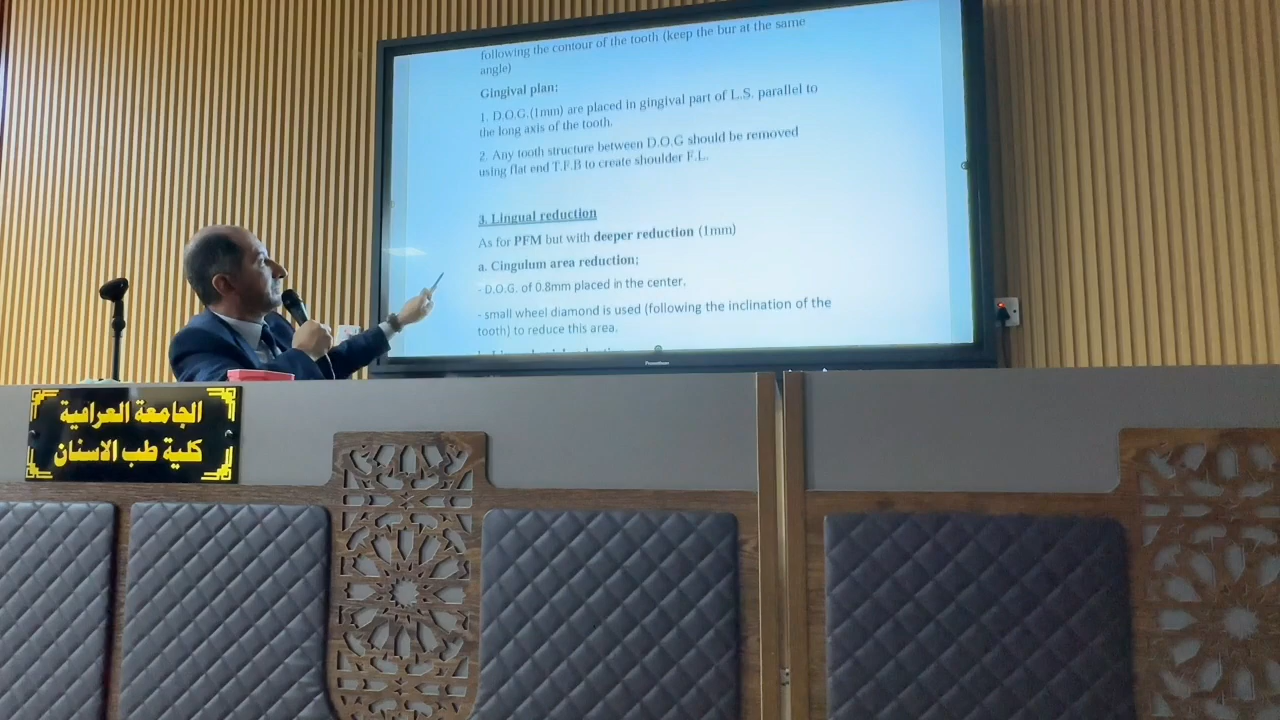 following the contour of the tooth (keep the bur at the same
angle)
Gingival plan;
1. D.O.G.(1mm) are placed in gingival part of L.S. parallel to
the long axis of the tooth.
2. Any tooth structure between D.O.G should be removed
using flat end T.F.B to create shoulder F.L.
3. Lingual reduction
As for PFM but with deeper reduction (1mm)
a. Cingulum area reduction;
- D.O.G. of 0.8mm placed in the center.
- small wheel diamond is used (following the inclination of the
tooth) to reduce this area.
Promethean
الجامعة العراقية
كلية طب الاسنان